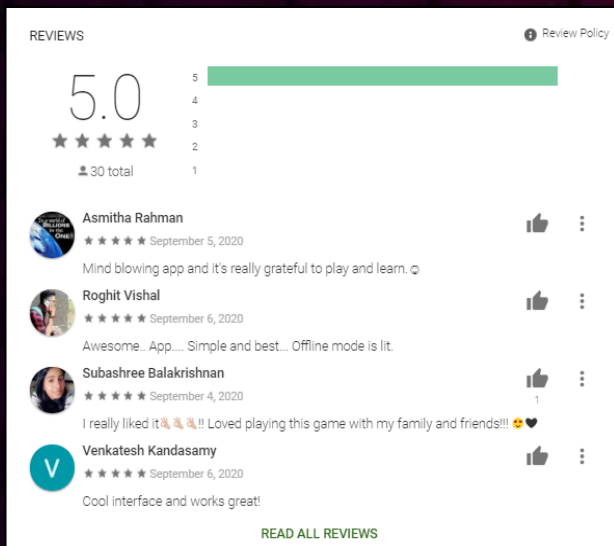 REVIEWS
Review Policy
5.0
30 total
5
4
3
2
1
Asmitha Rahman
September 5, 2020
Mind blowing app and it's really grateful to play and learn.☺
Roghit Vishal
September 6, 2020
Awesome.. App.... Simple and best... Offline mode is lit.
Subashree Balakrishnan
September 4, 2020
1
I really liked it👌🏻👌🏻👌🏻!! Loved playing this game with my family and friends!!! 😍🖤
V
Venkatesh Kandasamy
September 6, 2020
Cool interface and works great!
READ ALL REVIEWS